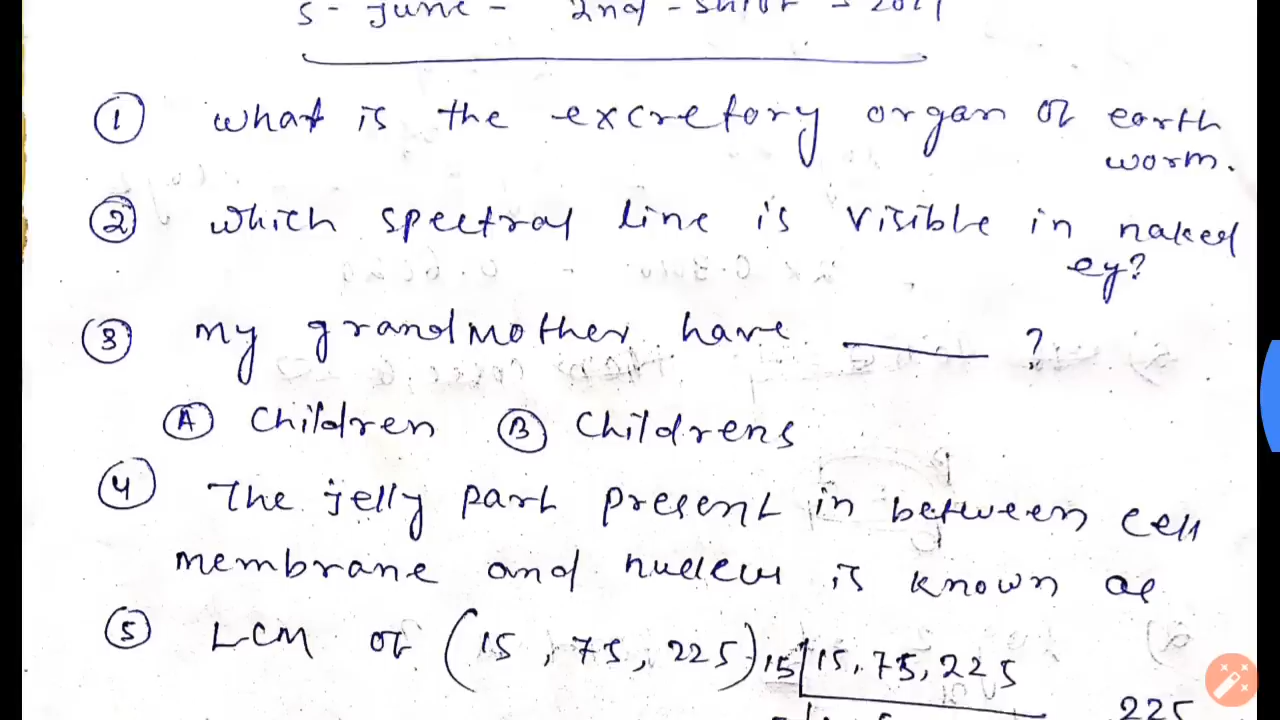 5 - June - 2nd - shift - 2021
① what is the excretory organ of earth
worm.
② which spectral line is visible in naked
ey?
③ my grandmother have ______ ?
Ⓐ Children Ⓑ Childrens
④ The jelly part present in between cell
membrane and nucleus is known as
⑤ LCM of (15, 75, 225) 15 15, 75, 225
225